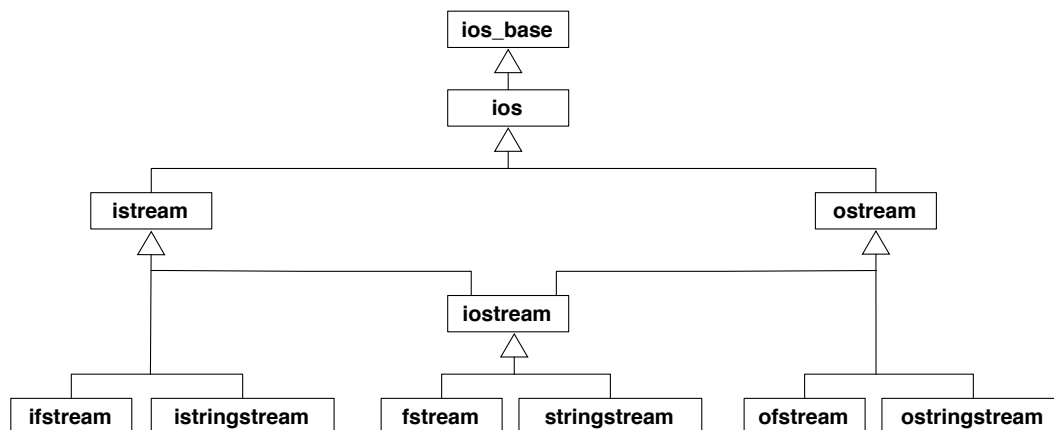 ios_base
ios
istream
ostream
iostream
ifstream
istringstream
fstream
stringstream
ofstream
ostringstream